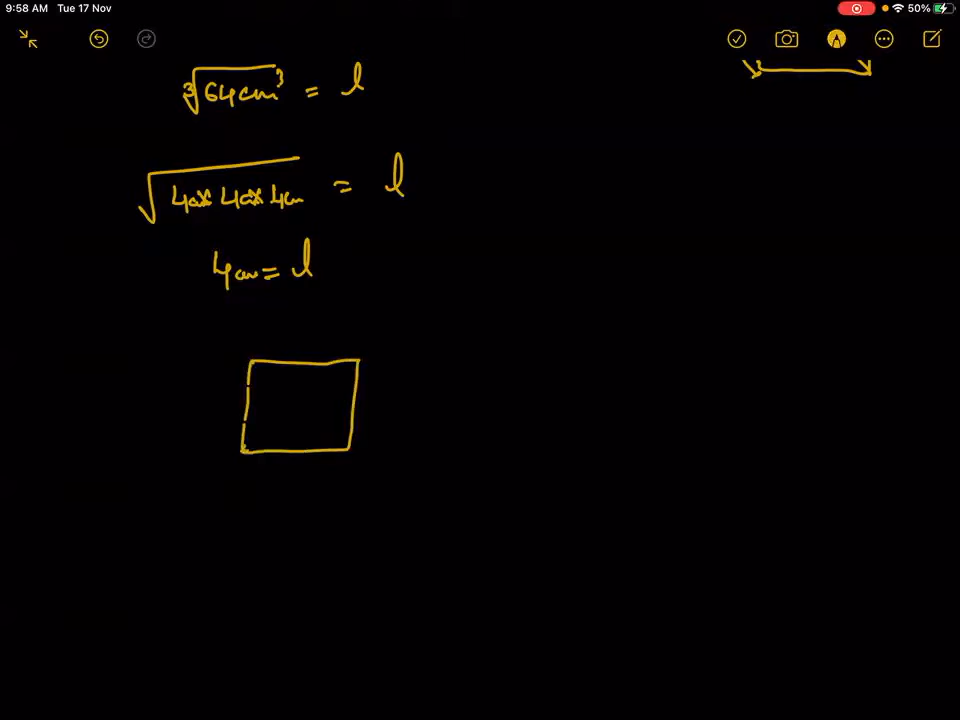 9:58 AM Tue 17 Nov 50%
∛64cm³ = l
√4cm×4cm×4cm = l
4cm = l